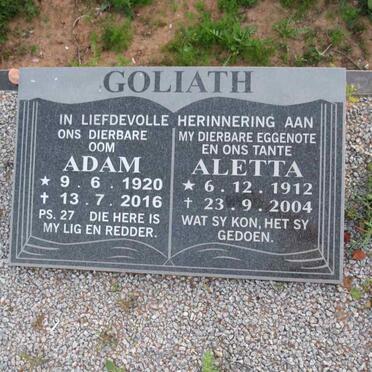 GOLIATH
IN LIEFDEVOLLE HERINNERING AAN
ONS DIERBARE
OOM
ADAM
★ 9.6.1920
✝ 13.7.2016
PS. 27 DIE HERE IS
MY LIG EN REDDER.
MY DIERBARE EGGENOTE
EN ONS TANTE
ALETTA
★ 6.12.1912
✝ 23.9.2004
WAT SY KON, HET SY
GEDOEN.